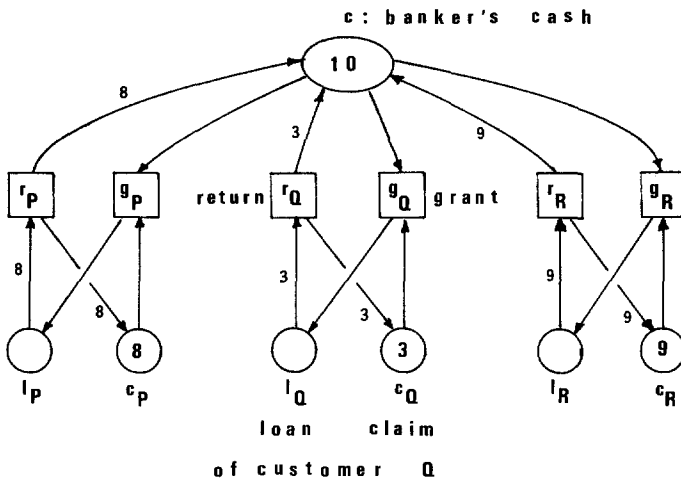 c: banker's cash
10
8
3
9
r_P
g_P
return r_Q
g_Q grant
r_R
g_R
8
8
3
3
9
9
8
3
9
l_P
c_P
l_Q
c_Q
l_R
c_R
loan claim
of customer Q